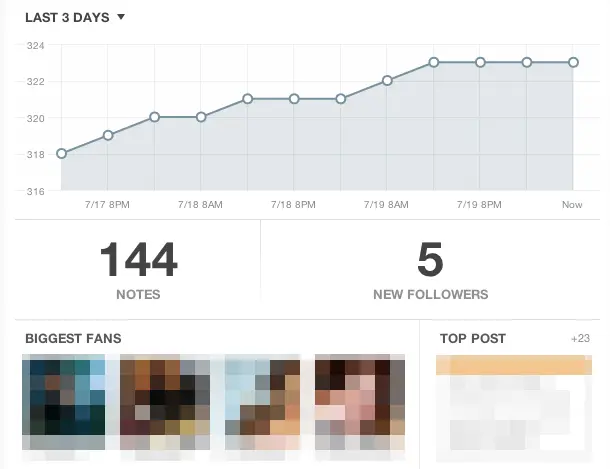 LAST 3 DAYS
324
322
320
318
316
7/17 8PM 7/18 8AM 7/18 8PM 7/19 8AM 7/19 8PM Now
144 5
NOTES NEW FOLLOWERS
BIGGEST FANS TOP POST +23